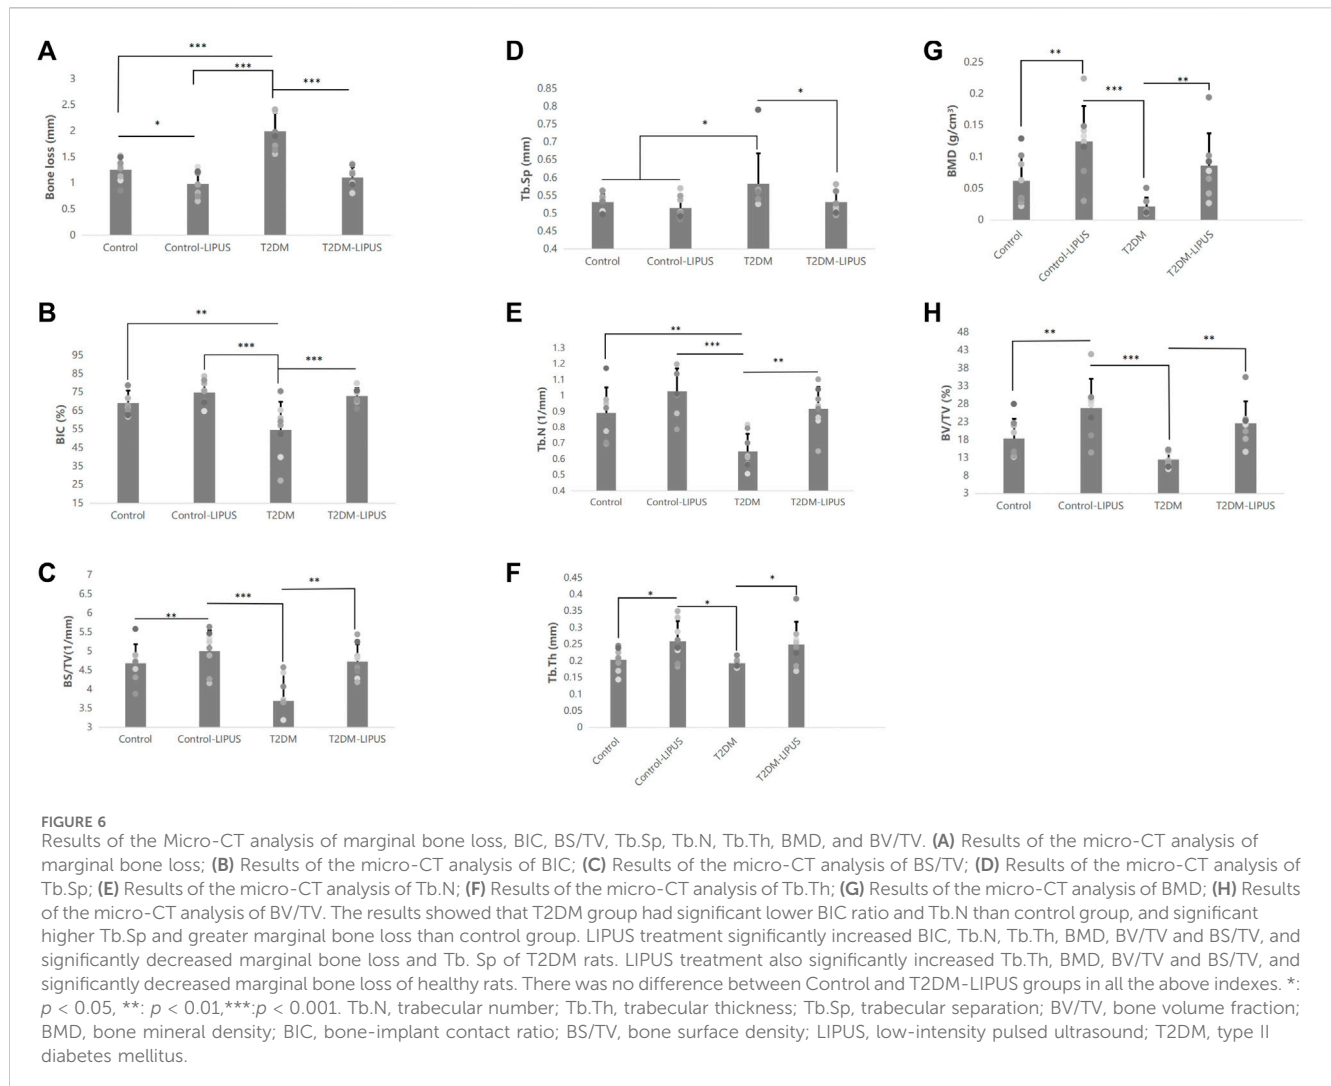 A
***
***
***
*
Bone loss (mm)
3
2.5
2
1.5
1
0.5
0
Control Control-LIPUS T2DM T2DM-LIPUS
B
**
***
***
BIC (%)
95
85
75
65
55
45
35
25
15
Control Control-LIPUS T2DM T2DM-LIPUS
C
**
***
**
BS/TV(1/mm)
7
6.5
6
5.5
5
4.5
4
3.5
3
Control Control-LIPUS T2DM T2DM-LIPUS
D
*
*
Tb.Sp (mm)
0.85
0.8
0.75
0.7
0.65
0.6
0.55
0.5
0.45
0.4
Control Control-LIPUS T2DM T2DM-LIPUS
E
**
***
**
Tb.N (1/mm)
1.3
1.2
1.1
1
0.9
0.8
0.7
0.6
0.5
0.4
Control Control-LIPUS T2DM T2DM-LIPUS
F
*
*
*
Tb.Th (mm)
0.45
0.4
0.35
0.3
0.25
0.2
0.15
0.1
0.05
0
Control Control-LIPUS T2DM T2DM-LIPUS
G
**
***
**
BMD (g/cm³)
0.25
0.2
0.15
0.1
0.05
0
Control Control-LIPUS T2DM T2DM-LIPUS
H
**
***
**
BV/TV (%)
48
43
38
33
28
23
18
13
8
3
Control Control-LIPUS T2DM T2DM-LIPUS
FIGURE 6
Results of the Micro-CT analysis of marginal bone loss, BIC, BS/TV, Tb.Sp, Tb.N, Tb.Th, BMD, and BV/TV. (A) Results of the micro-CT analysis of
marginal bone loss; (B) Results of the micro-CT analysis of BIC; (C) Results of the micro-CT analysis of BS/TV; (D) Results of the micro-CT analysis of
Tb.Sp; (E) Results of the micro-CT analysis of Tb.N; (F) Results of the micro-CT analysis of Tb.Th; (G) Results of the micro-CT analysis of BMD; (H) Results
of the micro-CT analysis of BV/TV. The results showed that T2DM group had significant lower BIC ratio and Tb.N than control group, and significant
higher Tb.Sp and greater marginal bone loss than control group. LIPUS treatment significantly increased BIC, Tb.N, Tb.Th, BMD, BV/TV and BS/TV, and
significantly decreased marginal bone loss and Tb. Sp of T2DM rats. LIPUS treatment also significantly increased Tb.Th, BMD, BV/TV and BS/TV, and
significantly decreased marginal bone loss of healthy rats. There was no difference between Control and T2DM-LIPUS groups in all the above indexes. *:
p < 0.05, **: p < 0.01,***:p < 0.001. Tb.N, trabecular number; Tb.Th, trabecular thickness; Tb.Sp, trabecular separation; BV/TV, bone volume fraction;
BMD, bone mineral density; BIC, bone-implant contact ratio; BS/TV, bone surface density; LIPUS, low-intensity pulsed ultrasound; T2DM, type II
diabetes mellitus.